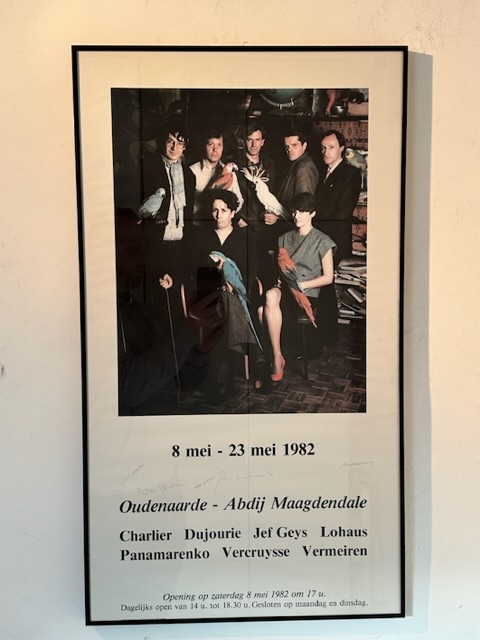 8 mei - 23 mei 1982
Oudenaarde - Abdij Maagdendale
Charlier Dujourie Jef Geys Lohaus
Panamarenko Vercruysse Vermeiren
Opening op zaterdag 8 mei 1982 om 17 u.
Dagelijks open van 14 u. tot 18.30 u. Gesloten op maandag en dinsdag.